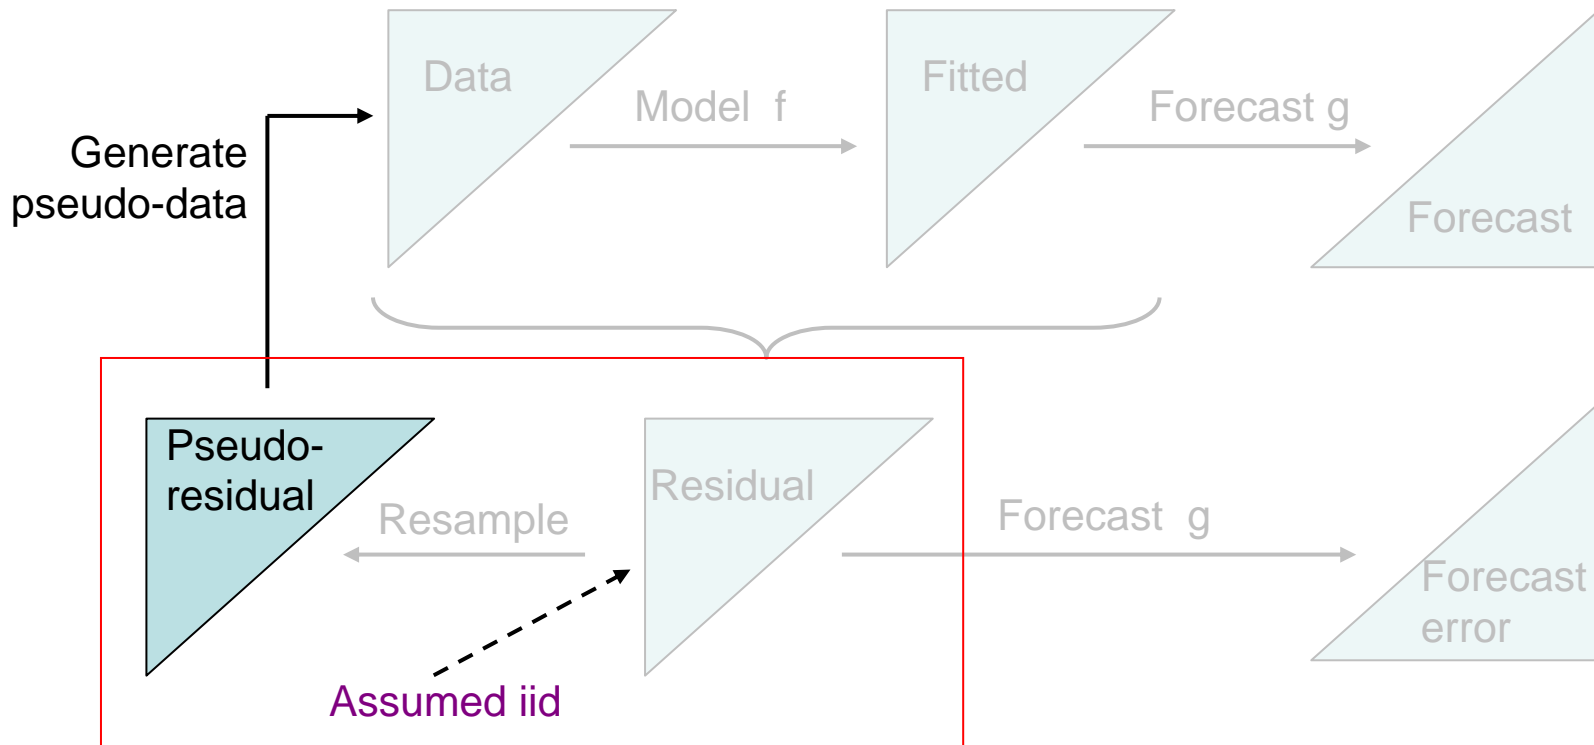 Data
Fitted
Model f
Forecast g
Generate
pseudo-data
Forecast
Pseudo-
residual
Residual
Resample
Forecast g
Forecast
error
Assumed iid